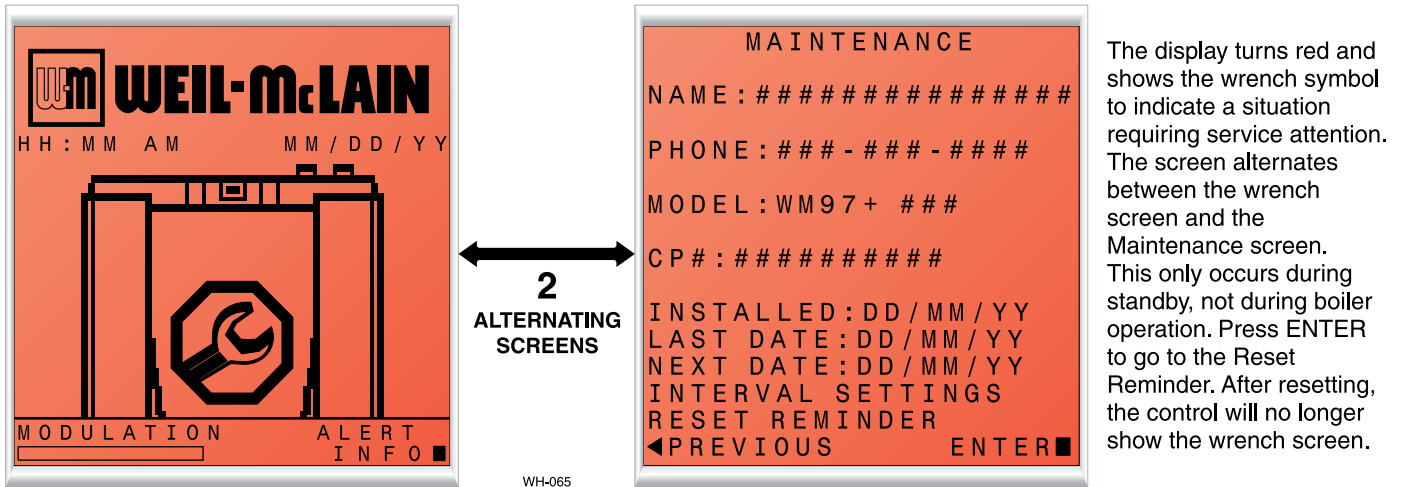 WM WEIL-McLAIN
HH:MM AM MM/DD/YY
MODULATION ALERT
INFO■
2
ALTERNATING
SCREENS
WH-065
MAINTENANCE
NAME:###############
PHONE:###-###-####
MODEL:WM97+ ###
CP#:##########
INSTALLED:DD/MM/YY
LAST DATE:DD/MM/YY
NEXT DATE:DD/MM/YY
INTERVAL SETTINGS
RESET REMINDER
◀PREVIOUS ENTER■
The display turns red and
shows the wrench symbol
to indicate a situation
requiring service attention.
The screen alternates
between the wrench
screen and the
Maintenance screen.
This only occurs during
standby, not during boiler
operation. Press ENTER
to go to the Reset
Reminder. After resetting,
the control will no longer
show the wrench screen.